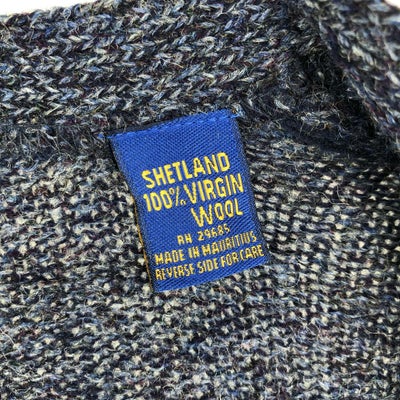 SHETLAND
100% VIRGIN
WOOL
RN 29685
MADE IN MAURITIUS
REVERSE SIDE FOR CARE